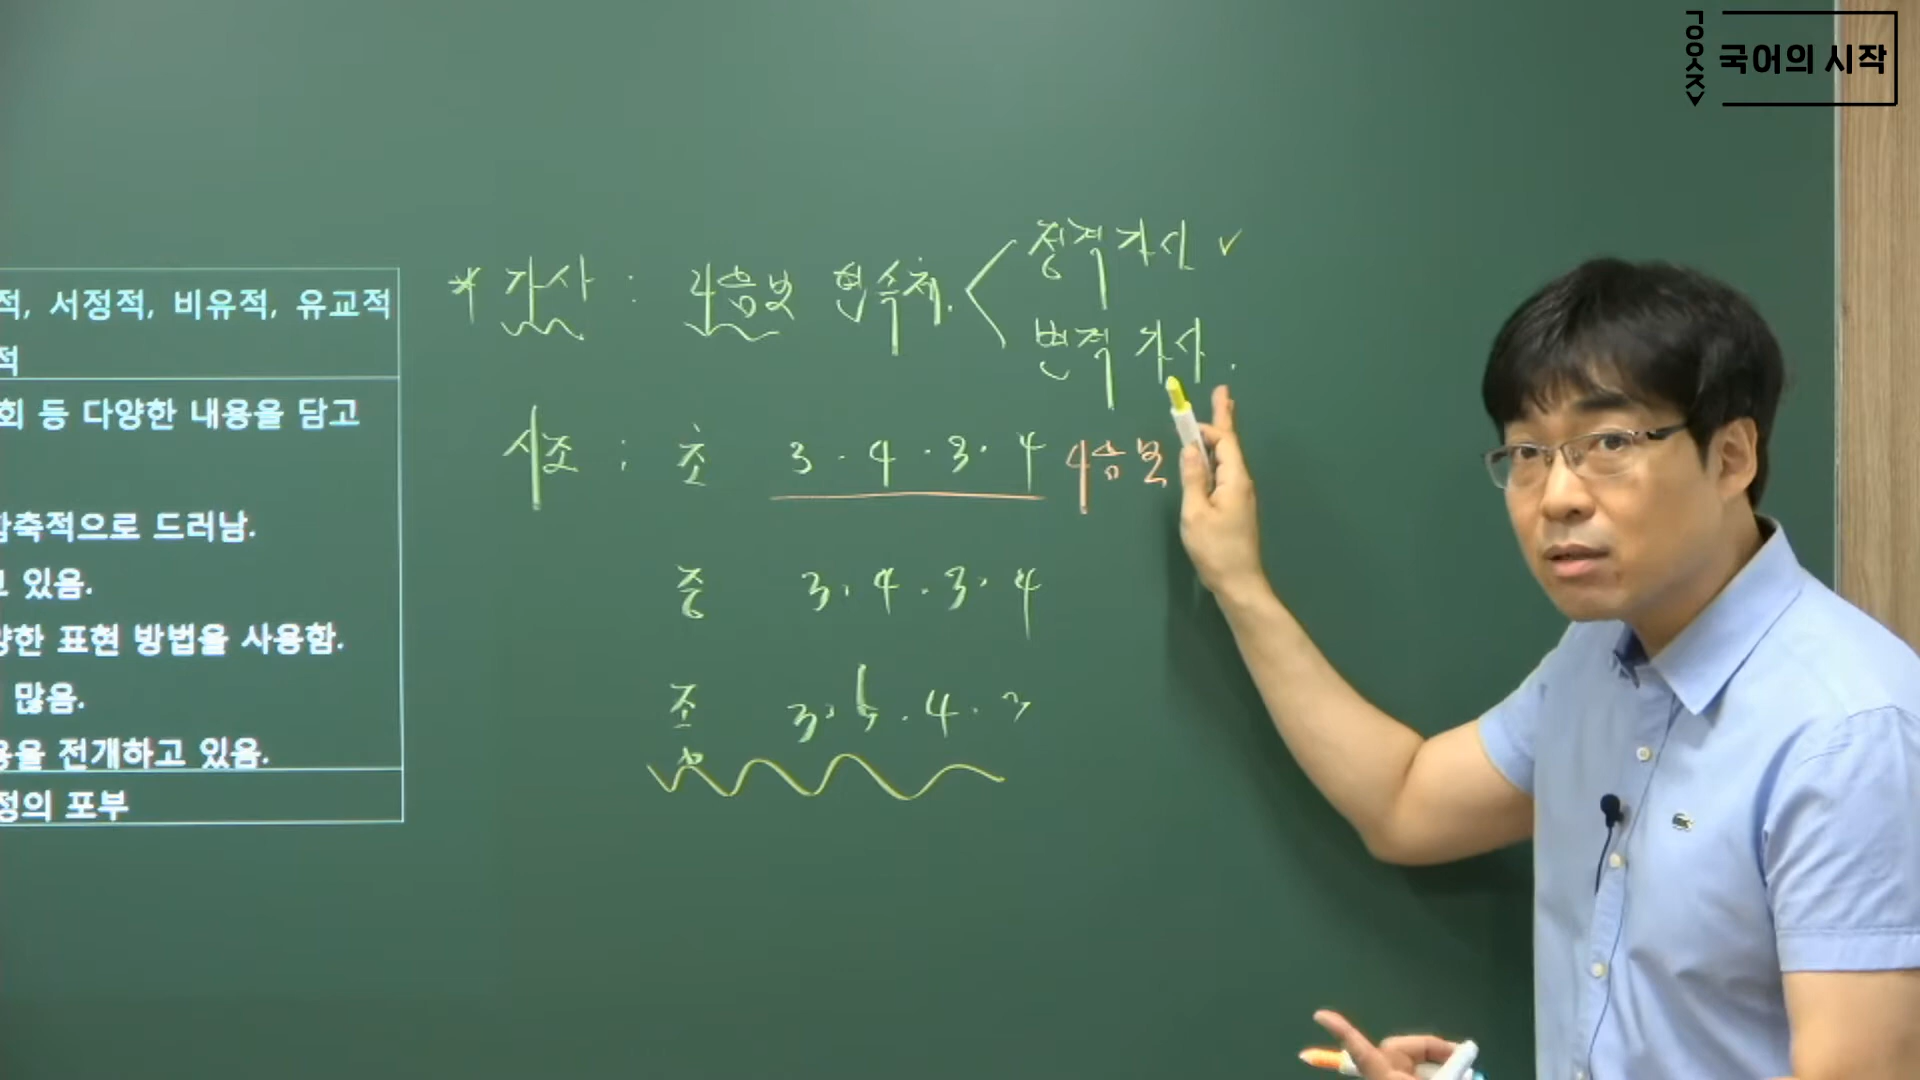 ㄱㅇㅇㅅㅈ
국어의 시작
적, 서정적, 비유적, 유교적
적
회 등 다양한 내용을 담고
함축적으로 드러남.
고 있음.
양한 표현 방법을 사용함.
많음.
용을 전개하고 있음.
정의 포부
* 가사 : 4음보 연속체.
정격 가사 ✓
변격 가사.
시조 : 초 3 · 4 · 3 · 4 4음보
중 3 · 4 · 3 · 4
종 3 · 5 · 4 · 3